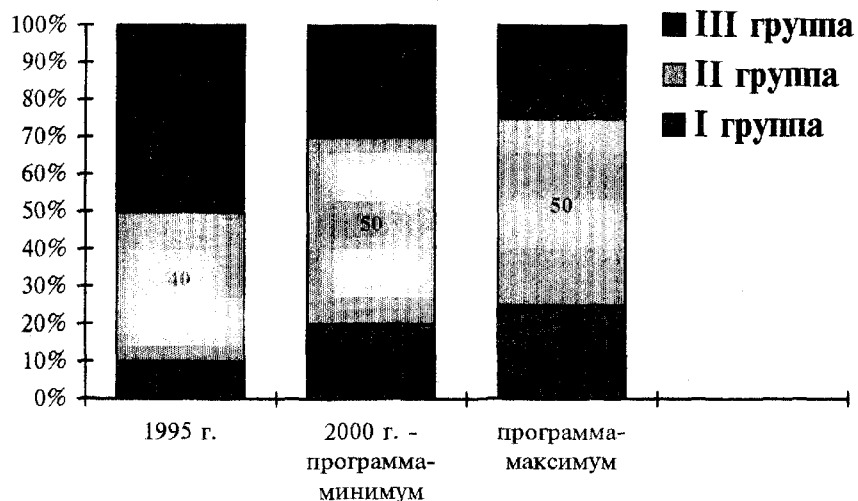 100%
90%
80%
70%
60%
50%
40%
30%
20%
10%
0%
40
50
50
1995 г.
2000 г. -
программа-
минимум
программа-
максимум
III группа
II группа
I группа